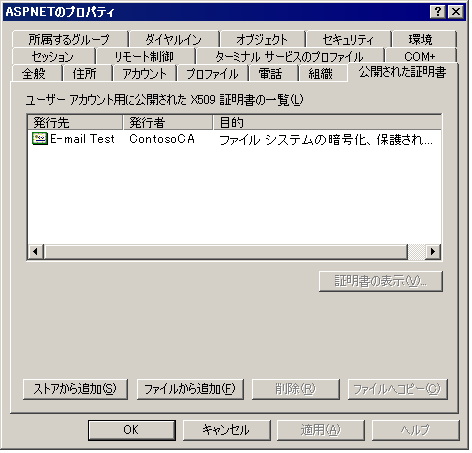 ASPNETのプロパティ
所属するグループ ダイヤルイン オブジェクト セキュリティ 環境
セッション リモート制御 ターミナル サービスのプロファイル COM+
全般 住所 アカウント プロファイル 電話 組織 公開された証明書
ユーザー アカウント用に公開された X509 証明書の一覧(L)
発行先 発行者 目的
E-mail Test ContosoCA ファイル システムの暗号化、保護され...
証明書の表示(V)...
ストアから追加(S) ファイルから追加(F) 削除(R) ファイルへコピー(C)
OK キャンセル 適用(A) ヘルプ